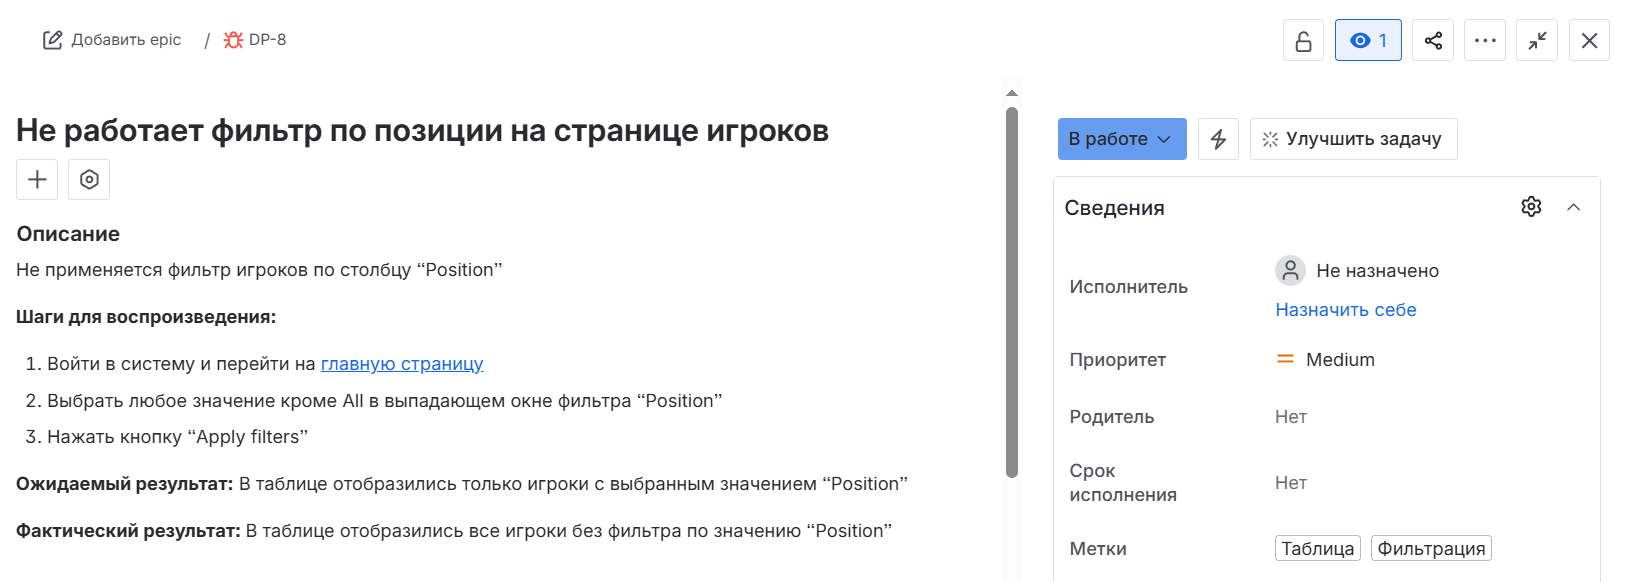 Добавить epic / DP-8
1
Не работает фильтр по позиции на странице игроков
Описание
Не применяется фильтр игроков по столбцу “Position”
Шаги для воспроизведения:
1. Войти в систему и перейти на главную страницу
2. Выбрать любое значение кроме All в выпадающем окне фильтра “Position”
3. Нажать кнопку “Apply filters”
Ожидаемый результат: В таблице отобразились только игроки с выбранным значением “Position”
Фактический результат: В таблице отобразились все игроки без фильтра по значению “Position”
В работе
Улучшить задачу
Сведения
Исполнитель
Не назначено
Назначить себе
Приоритет
Medium
Родитель
Нет
Срок
исполнения
Нет
Метки
Таблица Фильтрация